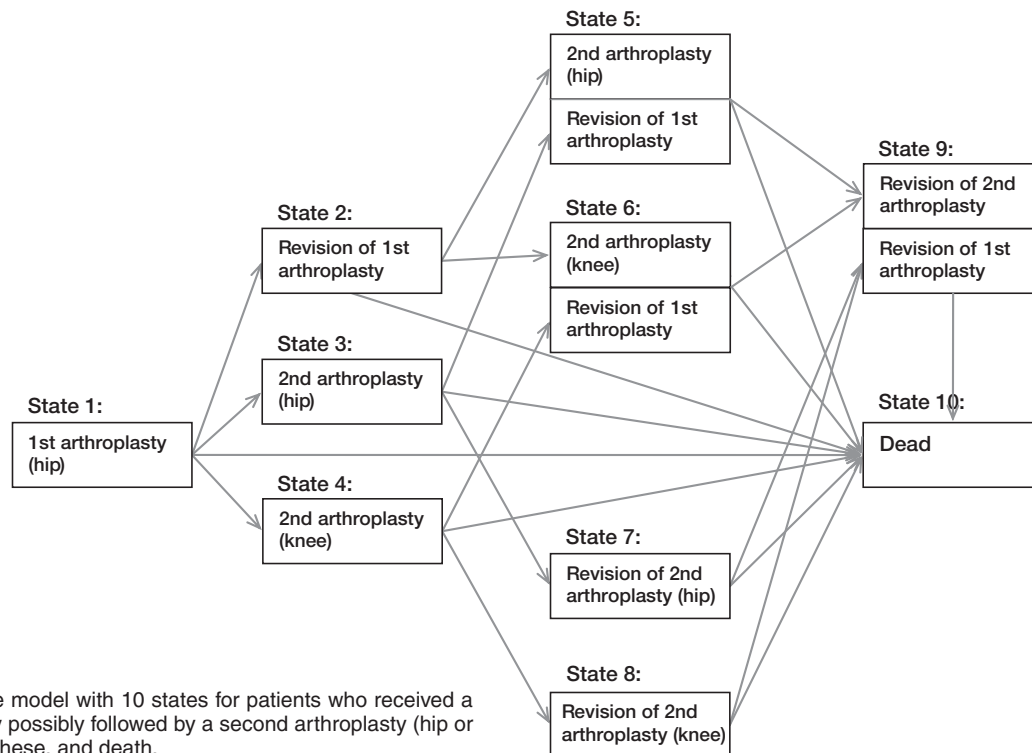 State 1:
1st arthroplasty
(hip)
State 2:
Revision of 1st
arthroplasty
State 3:
2nd arthroplasty
(hip)
State 4:
2nd arthroplasty
(knee)
State 5:
2nd arthroplasty
(hip)
Revision of 1st
arthroplasty
State 6:
2nd arthroplasty
(knee)
Revision of 1st
arthroplasty
State 7:
Revision of 2nd
arthroplasty (hip)
State 8:
Revision of 2nd
arthroplasty (knee)
State 9:
Revision of 2nd
arthroplasty
Revision of 1st
arthroplasty
State 10:
Dead
model with 10 states for patients who received a
possibly followed by a second arthroplasty (hip or
and death.